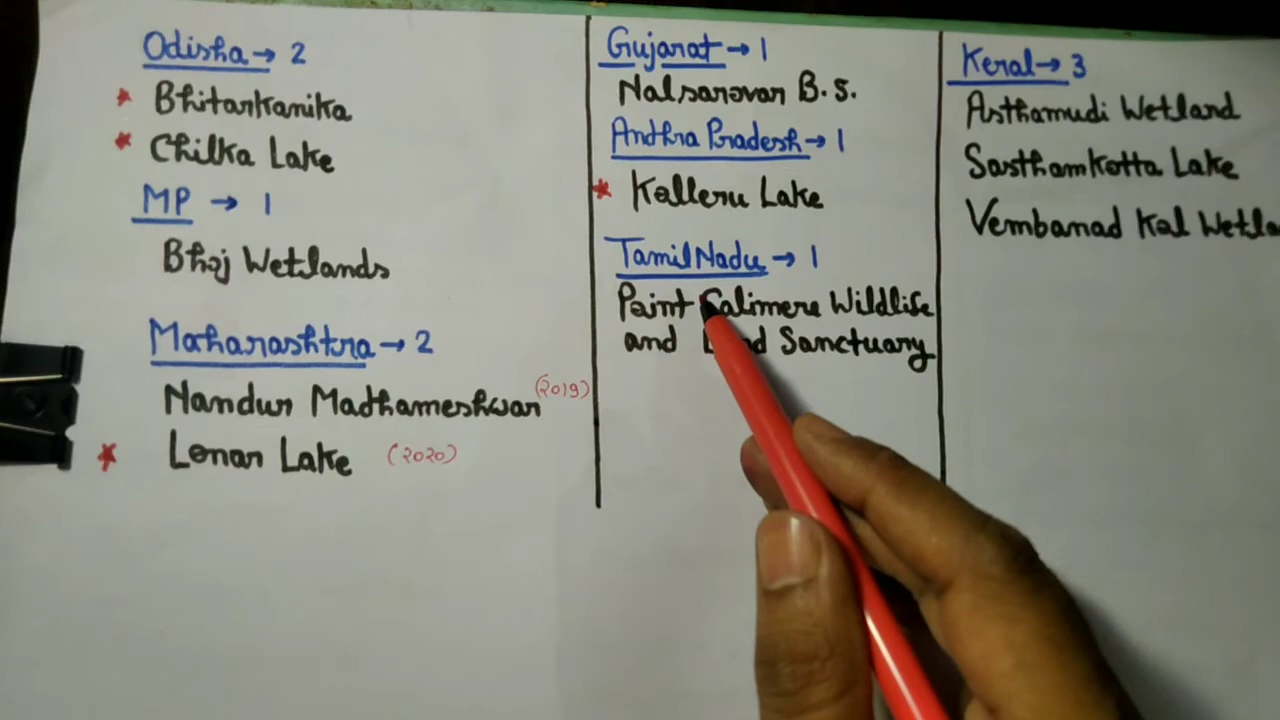 Odisha → 2
Bhitarkanika
Chilka Lake
MP → 1
Bhoj Wetlands
Maharashtra → 2
Nandur Madhameshwar (2019)
Lonar Lake (2020)
Gujarat → 1
Nalsarovar B.S.
Andhra Pradesh → 1
Kolleru Lake
Tamil Nadu → 1
Point Calimere Wildlife
and Sanctuary
Keral → 3
Asthamudi Wetland
Sasthamkotta Lake
Vembanad Kol Wetla